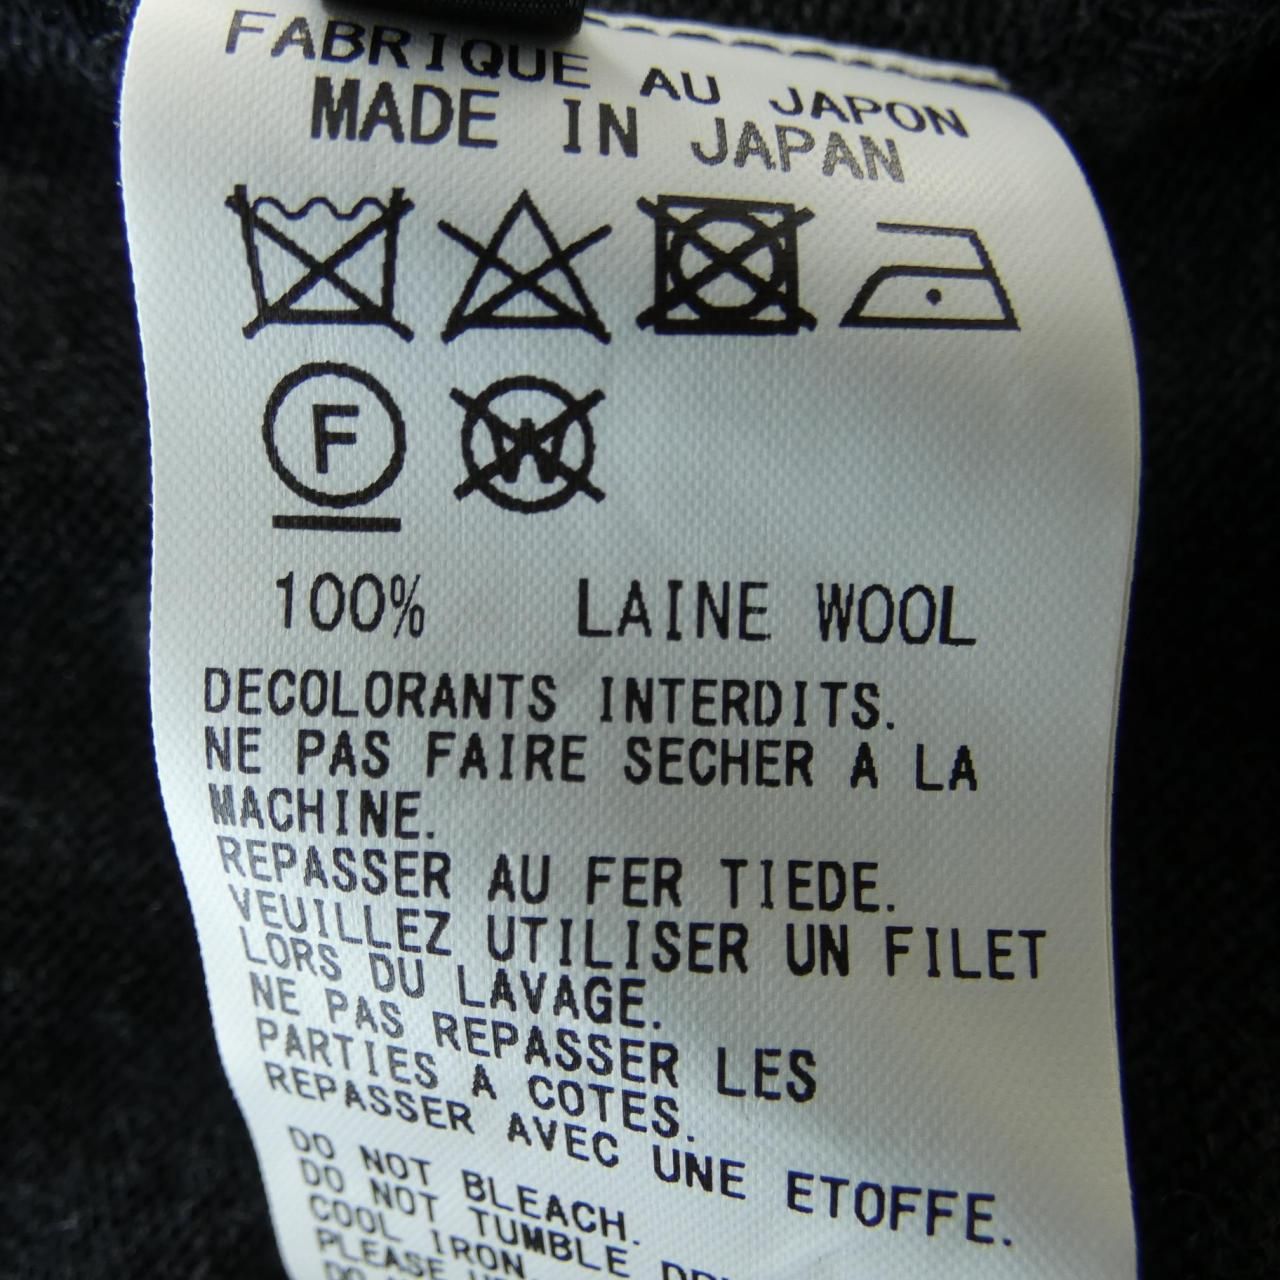 FABRIQUE AU JAPON
MADE IN JAPAN
F
W
100% LAINE WOOL
DECOLORANTS INTERDITS.
NE PAS FAIRE SECHER A LA
MACHINE.
REPASSER AU FER TIEDE.
VEUILLEZ UTILISER UN FILET
LORS DU LAVAGE.
NE PAS REPASSER LES
PARTIES A COTES.
REPASSER AVEC UNE ETOFFE.
DO NOT BLEACH.
DO NOT TUMBLE
COOL IRON
PLEASE